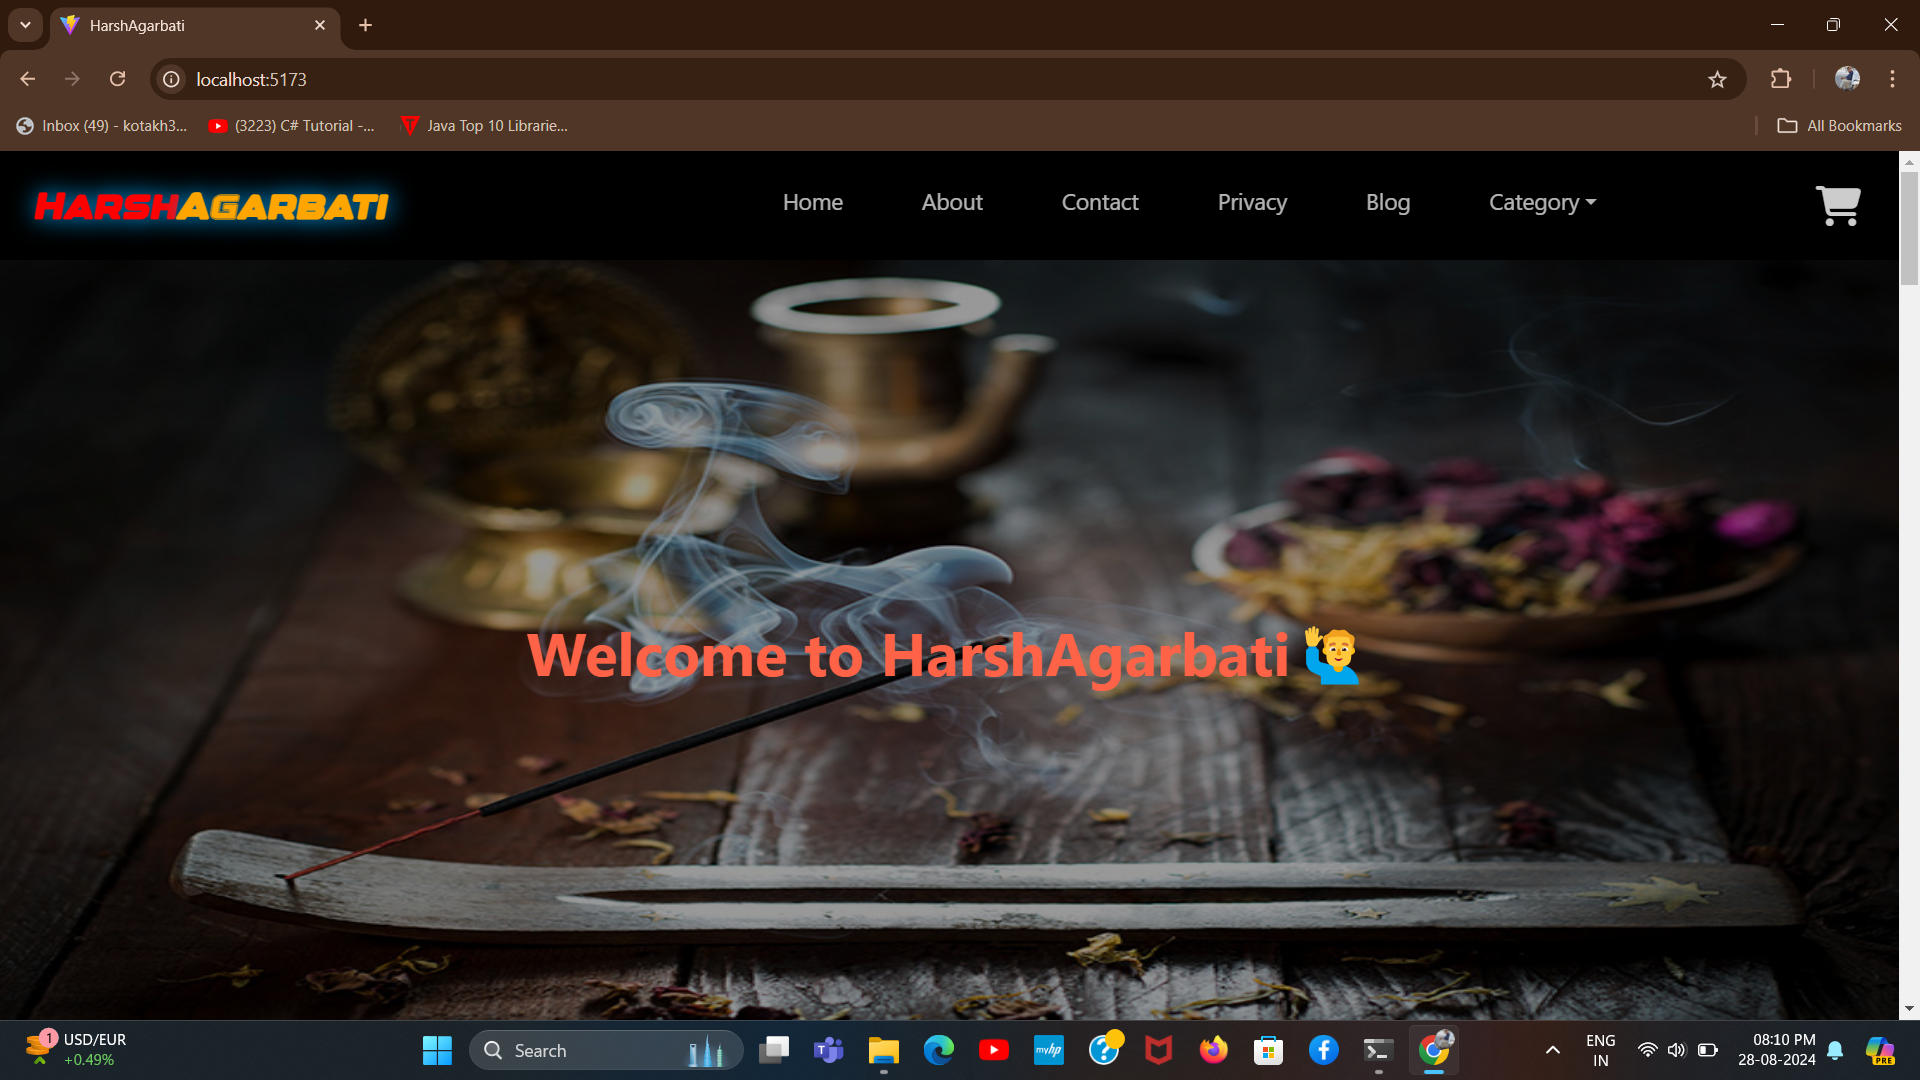 HarshAgarbati
localhost:5173
Inbox (49) - kotakh3...
(3223) C# Tutorial -...
Java Top 10 Librarie...
All Bookmarks
HARSHAGARBATI
Home
About
Contact
Privacy
Blog
Category
Welcome to HarshAgarbati
1
USD/EUR
+0.49%
Search
myhp
ENG
IN
08:10 PM
28-08-2024
PRE